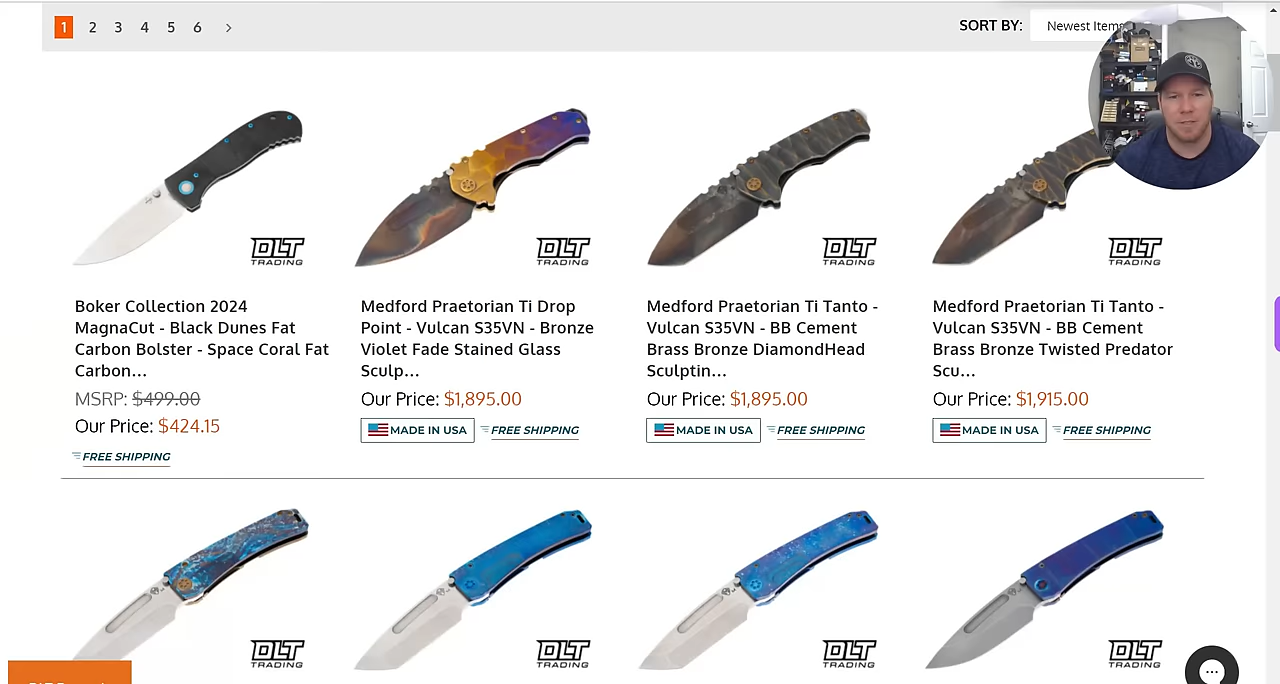 1 2 3 4 5 6 >
SORT BY:
Newest Items
DLT
TRADING
DLT
TRADING
DLT
TRADING
DLT
TRADING
Boker Collection 2024
MagnaCut - Black Dunes Fat
Carbon Bolster - Space Coral Fat
Carbon...
MSRP: $499.00
Our Price: $424.15
FREE SHIPPING
Medford Praetorian Ti Drop
Point - Vulcan S35VN - Bronze
Violet Fade Stained Glass
Sculp...
Our Price: $1,895.00
MADE IN USA FREE SHIPPING
Medford Praetorian Ti Tanto -
Vulcan S35VN - BB Cement
Brass Bronze DiamondHead
Sculptin...
Our Price: $1,895.00
MADE IN USA FREE SHIPPING
Medford Praetorian Ti Tanto -
Vulcan S35VN - BB Cement
Brass Bronze Twisted Predator
Scu...
Our Price: $1,915.00
MADE IN USA FREE SHIPPING
DLT
TRADING
DLT
TRADING
DLT
TRADING
DLT
TRADING